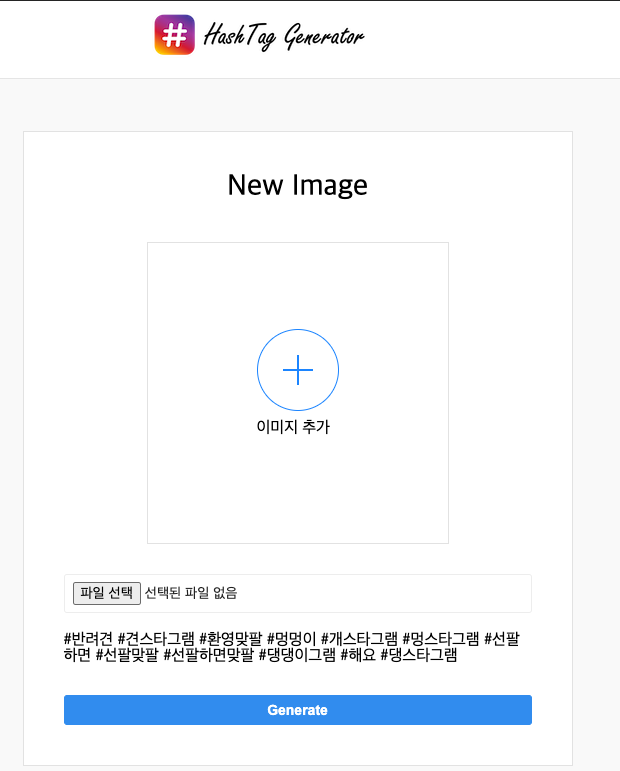 # HashTag Generator
New Image
이미지 추가
파일 선택 선택된 파일 없음
#반려견 #견스타그램 #환영맞팔 #멍멍이 #개스타그램 #멍스타그램 #선팔
하면 #선팔맞팔 #선팔하면맞팔 #댕댕이그램 #해요 #댕스타그램
Generate